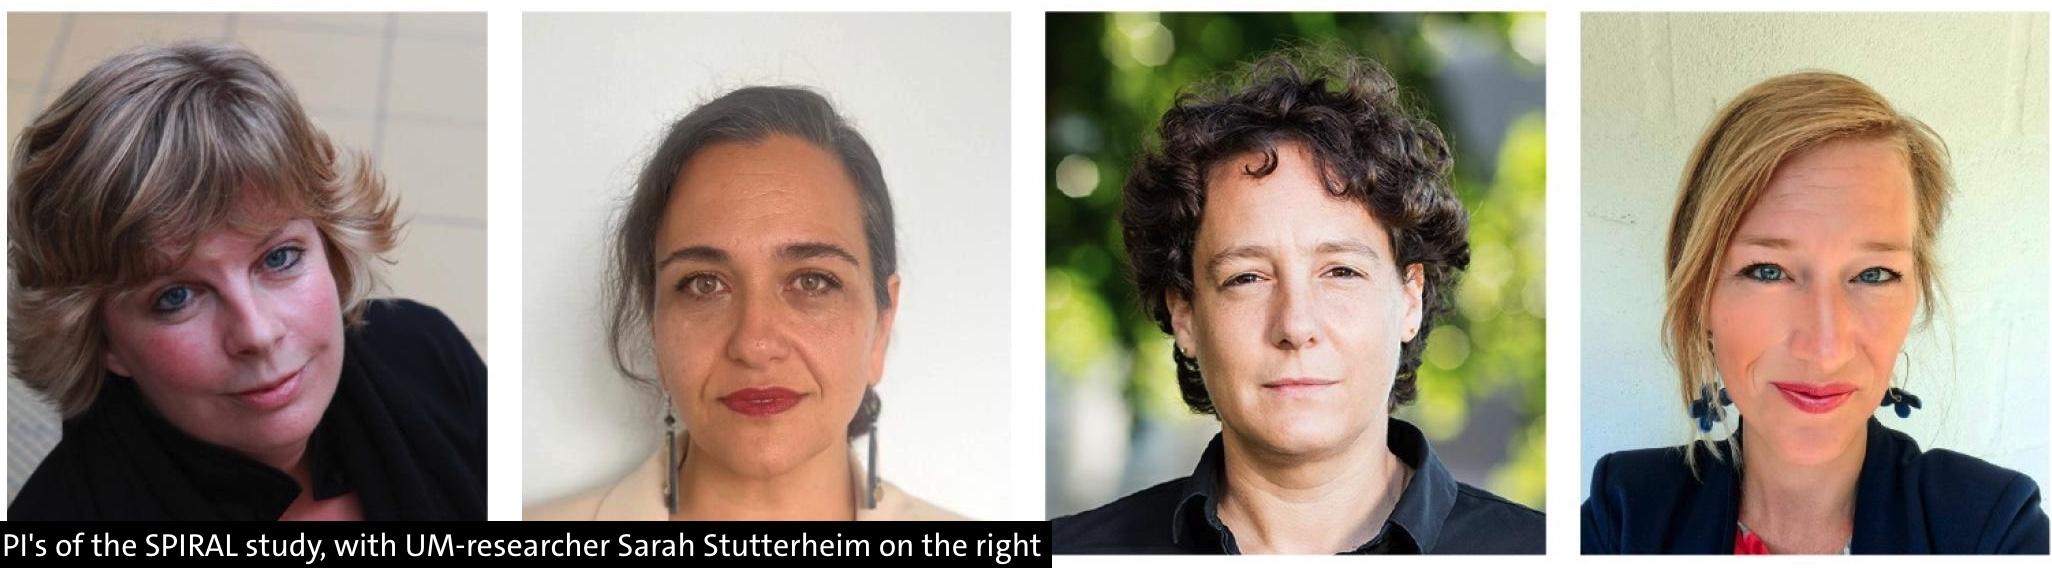 PI's of the SPIRAL study, with UM-researcher Sarah Stutterheim on the right